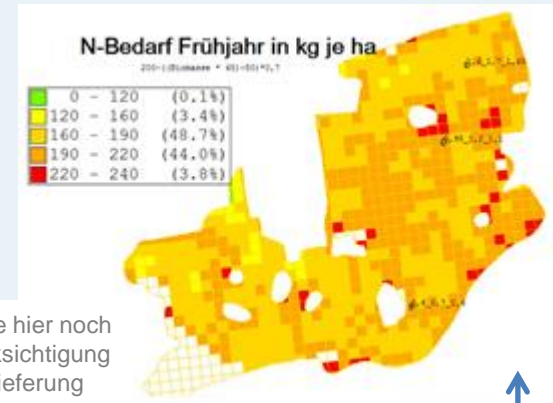 N-Bedarf Frühjahr in kg je ha
0 - 120 (0.1%)
120 - 160 (3.4%)
160 - 190 (48.7%)
190 - 220 (44.0%)
220 - 240 (3.8%)
e hier noch
ksichtigung
ieferung